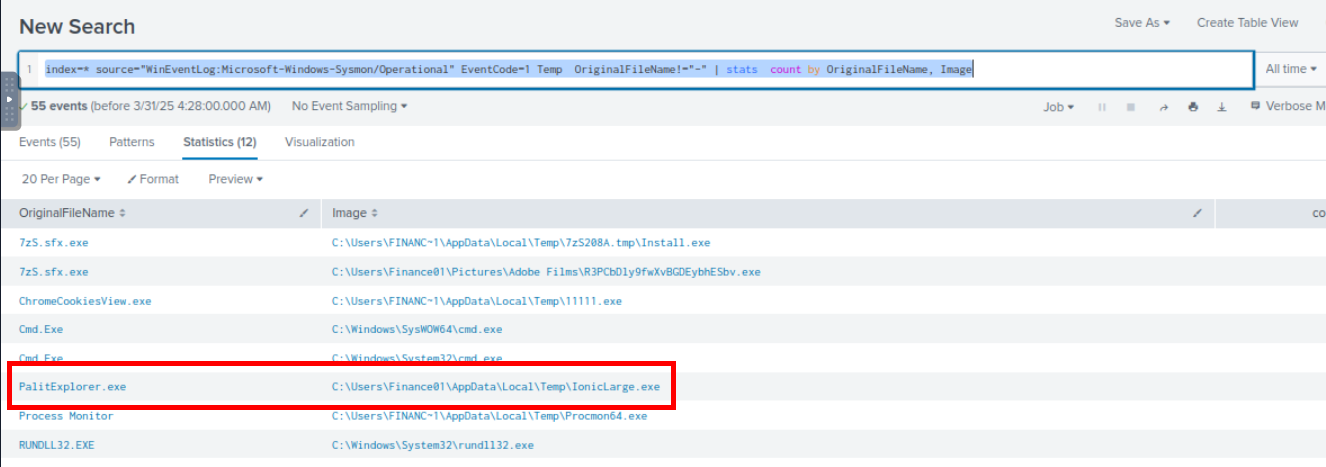 New Search
Save As
Create Table View
1 index=* source="WinEventLog:Microsoft-Windows-Sysmon/Operational" EventCode=1 Temp  OriginalFileName!="-" | stats  count by OriginalFileName, Image
All time
✓ 55 events (before 3/31/25 4:28:00.000 AM)
No Event Sampling
Job
Verbose M
Events (55)
Patterns
Statistics (12)
Visualization
20 Per Page
Format
Preview
OriginalFileName
Image
co
7zS.sfx.exe C:\Users\FINANC~1\AppData\Local\Temp\7zS208A.tmp\Install.exe
7zS.sfx.exe C:\Users\Finance01\Pictures\Adobe Films\R3PCbDly9fwXvBGDEybhESbv.exe
ChromeCookiesView.exe C:\Users\FINANC~1\AppData\Local\Temp\11111.exe
Cmd.Exe C:\Windows\SysWOW64\cmd.exe
Cmd.Exe C:\Windows\System32\cmd.exe
PalitExplorer.exe C:\Users\Finance01\AppData\Local\Temp\IonicLarge.exe
Process Monitor C:\Users\FINANC~1\AppData\Local\Temp\Procmon64.exe
RUNDLL32.EXE C:\Windows\System32\rundll32.exe